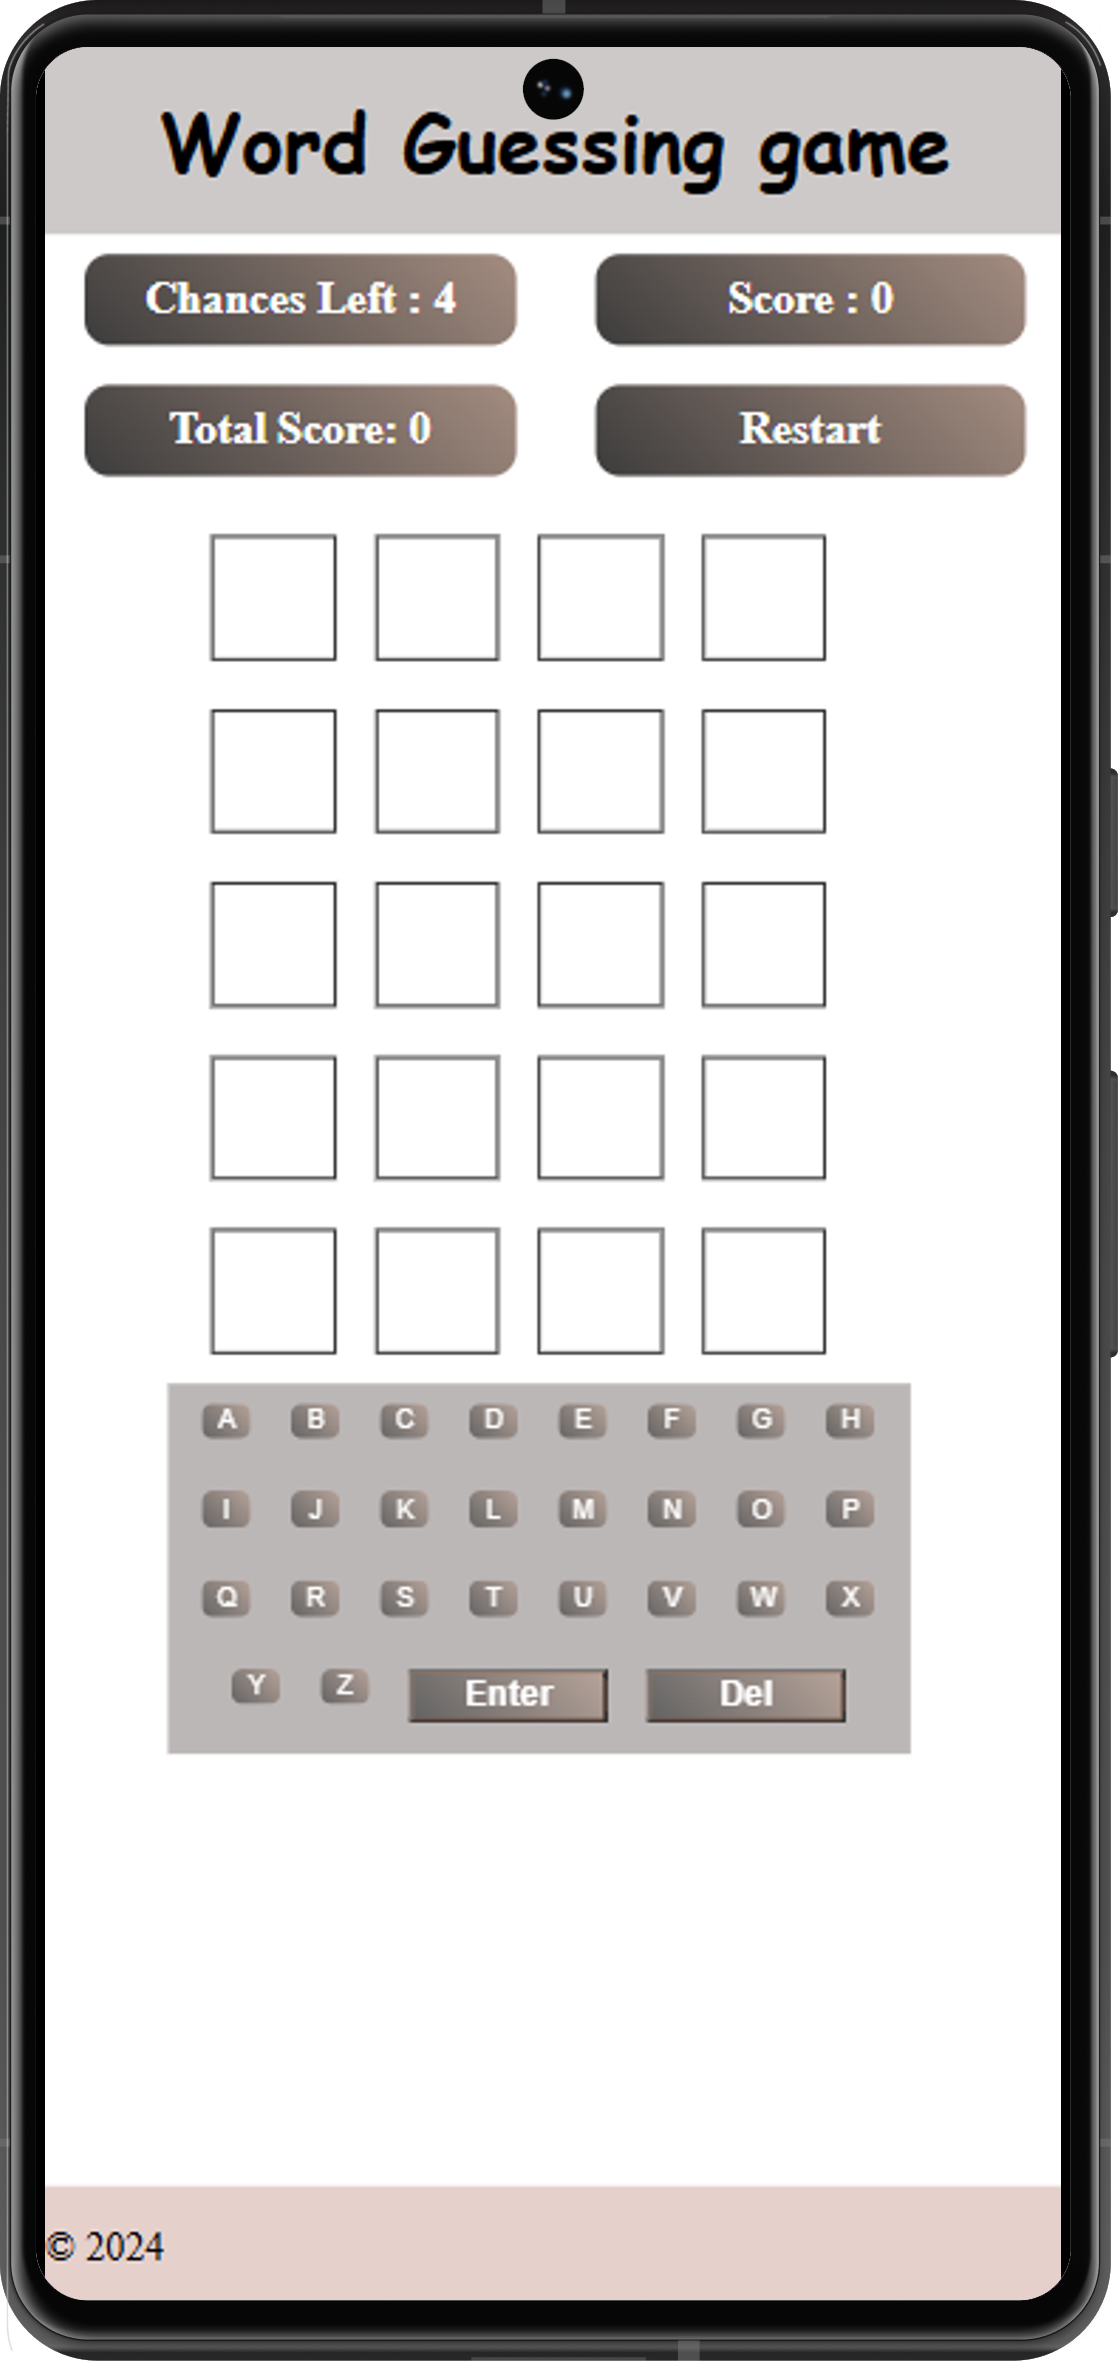 Word Guessing game
Chances Left : 4
Score : 0
Total Score: 0
Restart
A B C D E F G H
I J K L M N O P
Q R S T U V W X
Y Z Enter Del
© 2024